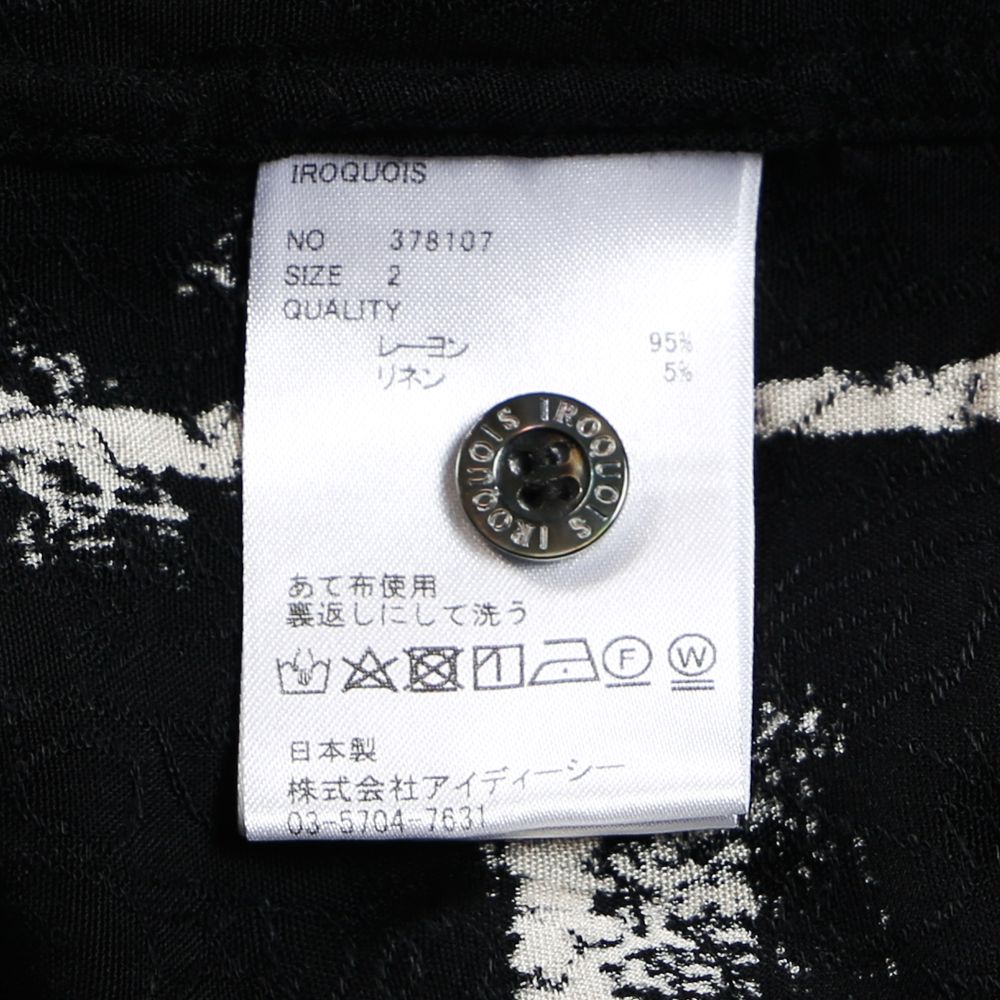 IROQUOIS
NO 378107
SIZE 2
QUALITY
レーヨン 95%
リネン 5%
IROQUOIS IROQUOIS
あて布使用
裏返しにして洗う
1 F W
日本製
株式会社アイディーシー
03-5704-7631